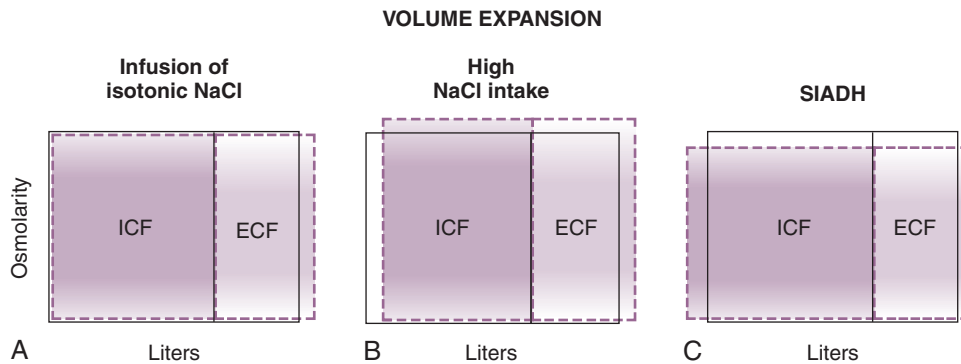 VOLUME EXPANSION
Infusion of
isotonic NaCl
High
NaCl intake
SIADH
Osmolarity
ICF
ECF
ICF
ECF
ICF
ECF
A
Liters
B
Liters
C
Liters